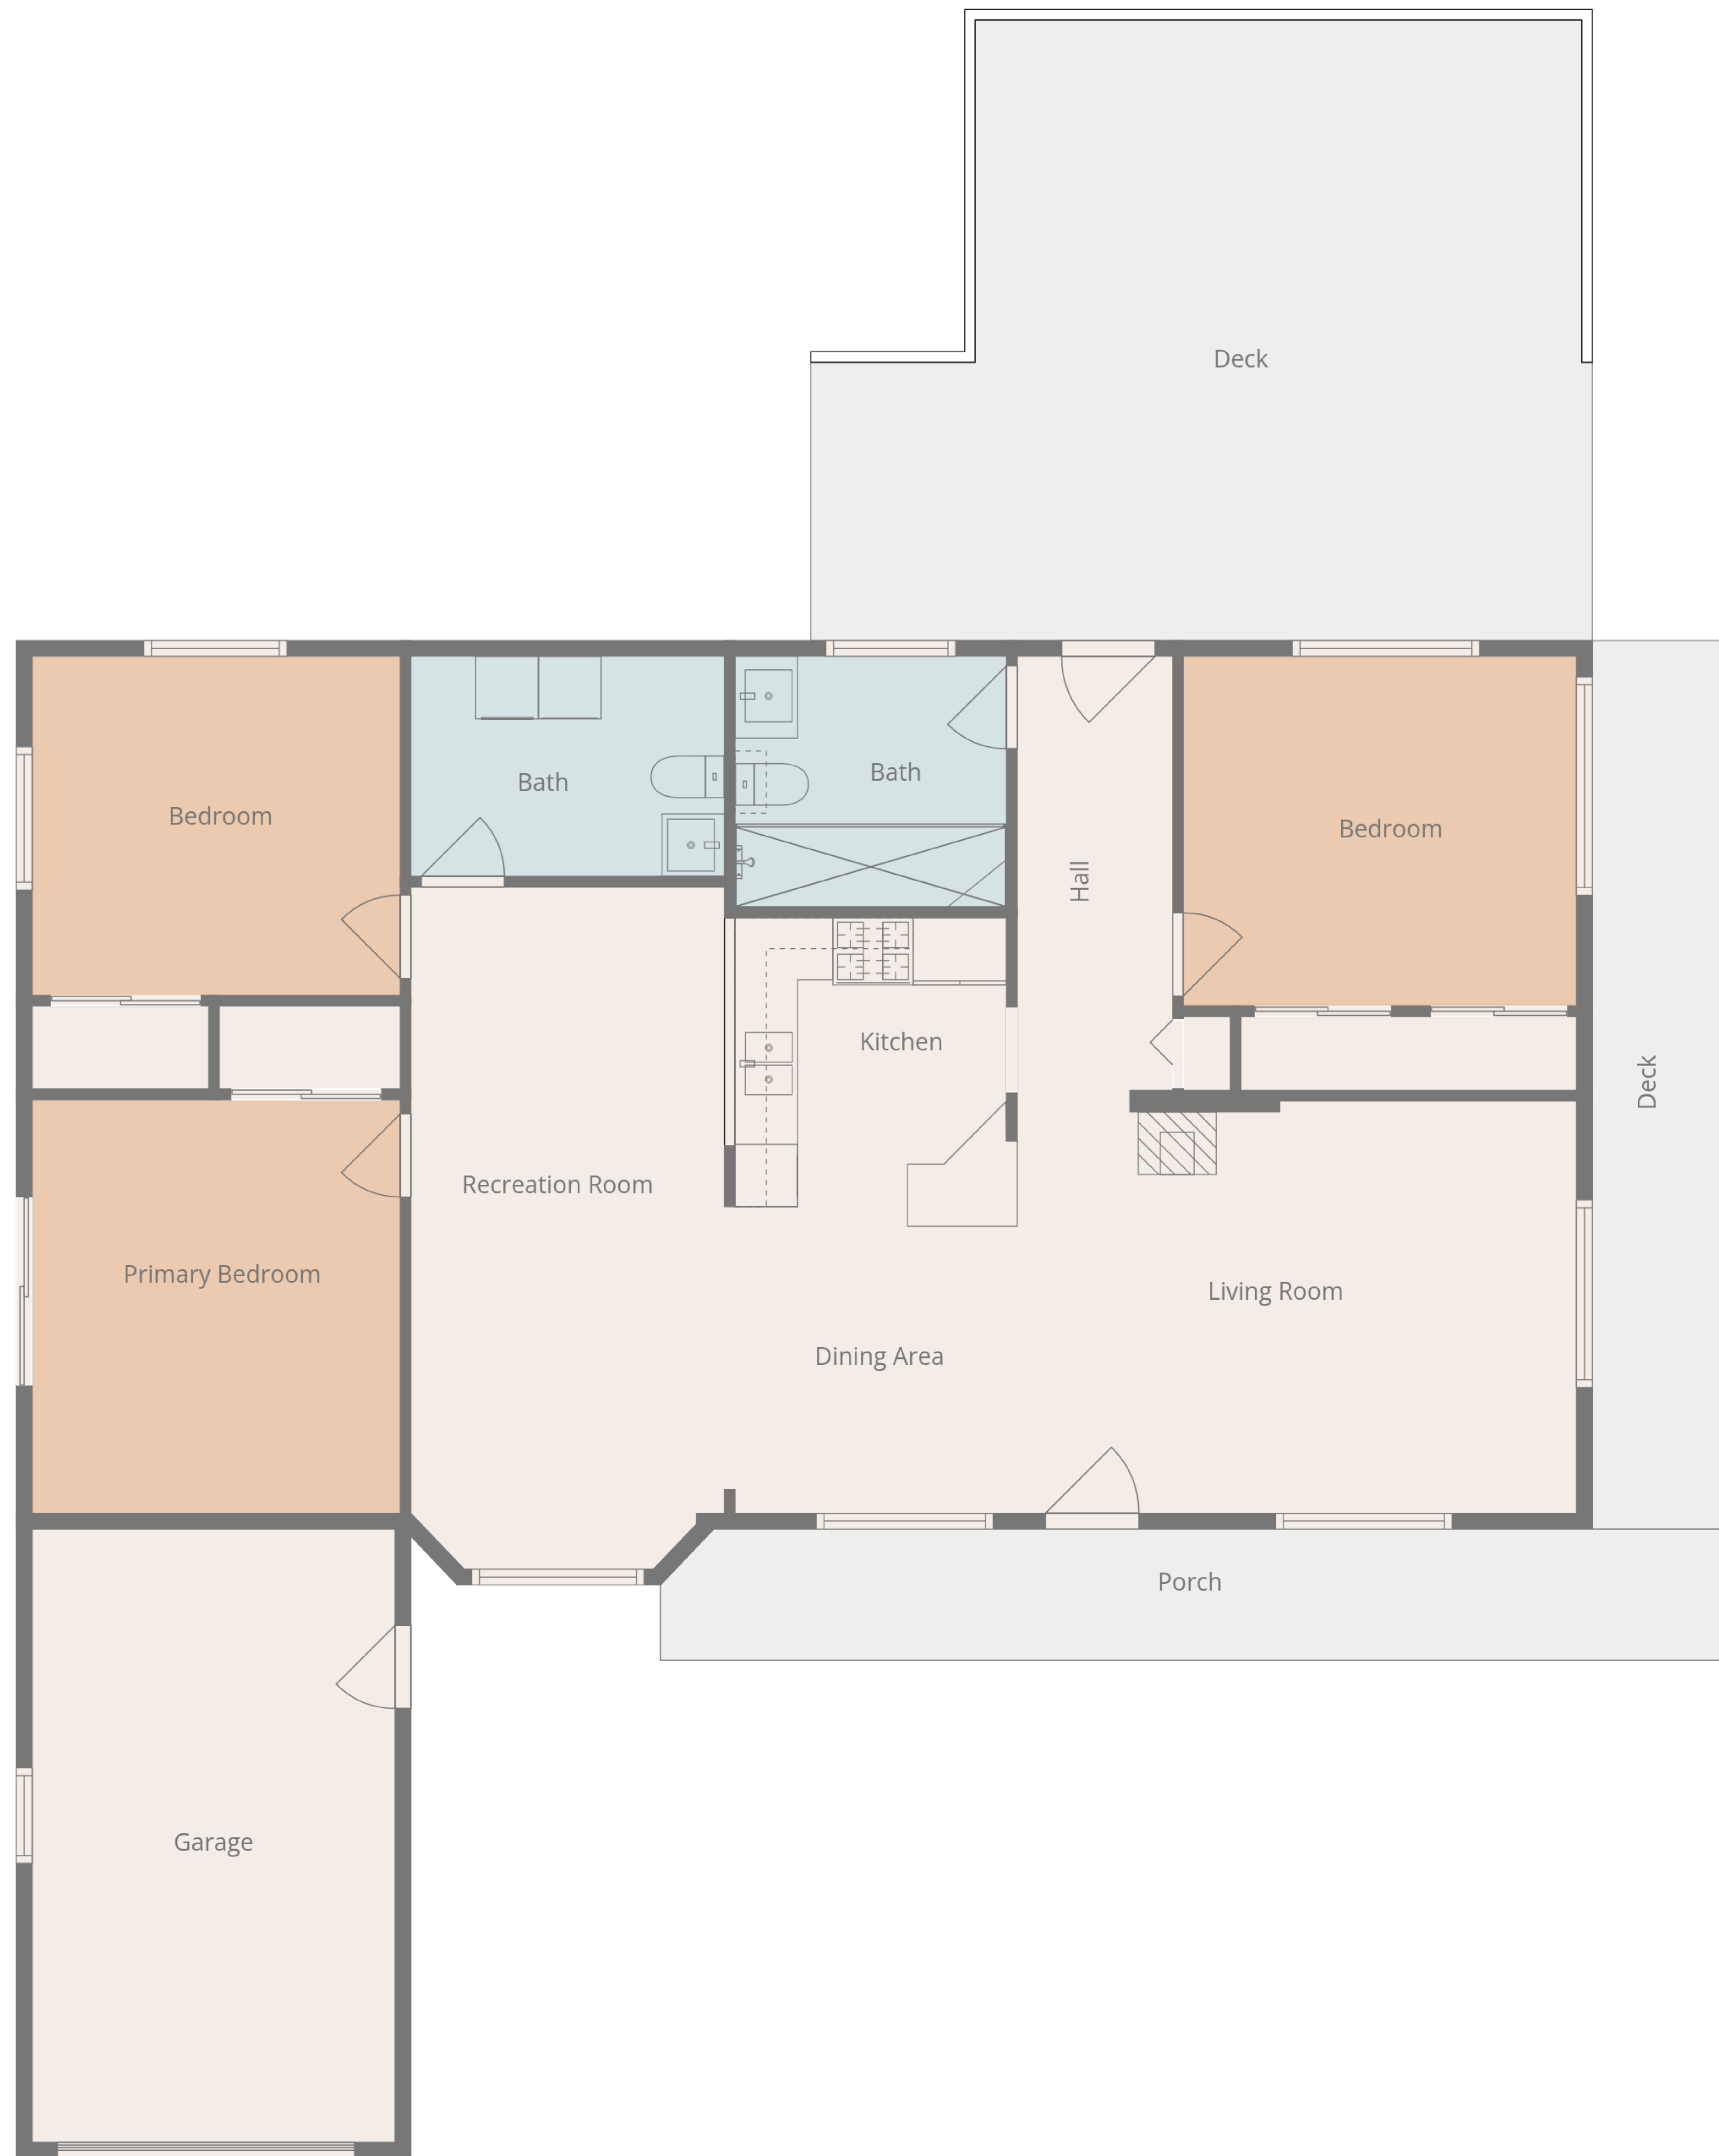 Deck
Bath
Bath
Bedroom
Bedroom
Hall
Kitchen
Deck
Recreation Room
Primary Bedroom
Living Room
Dining Area
Porch
Garage